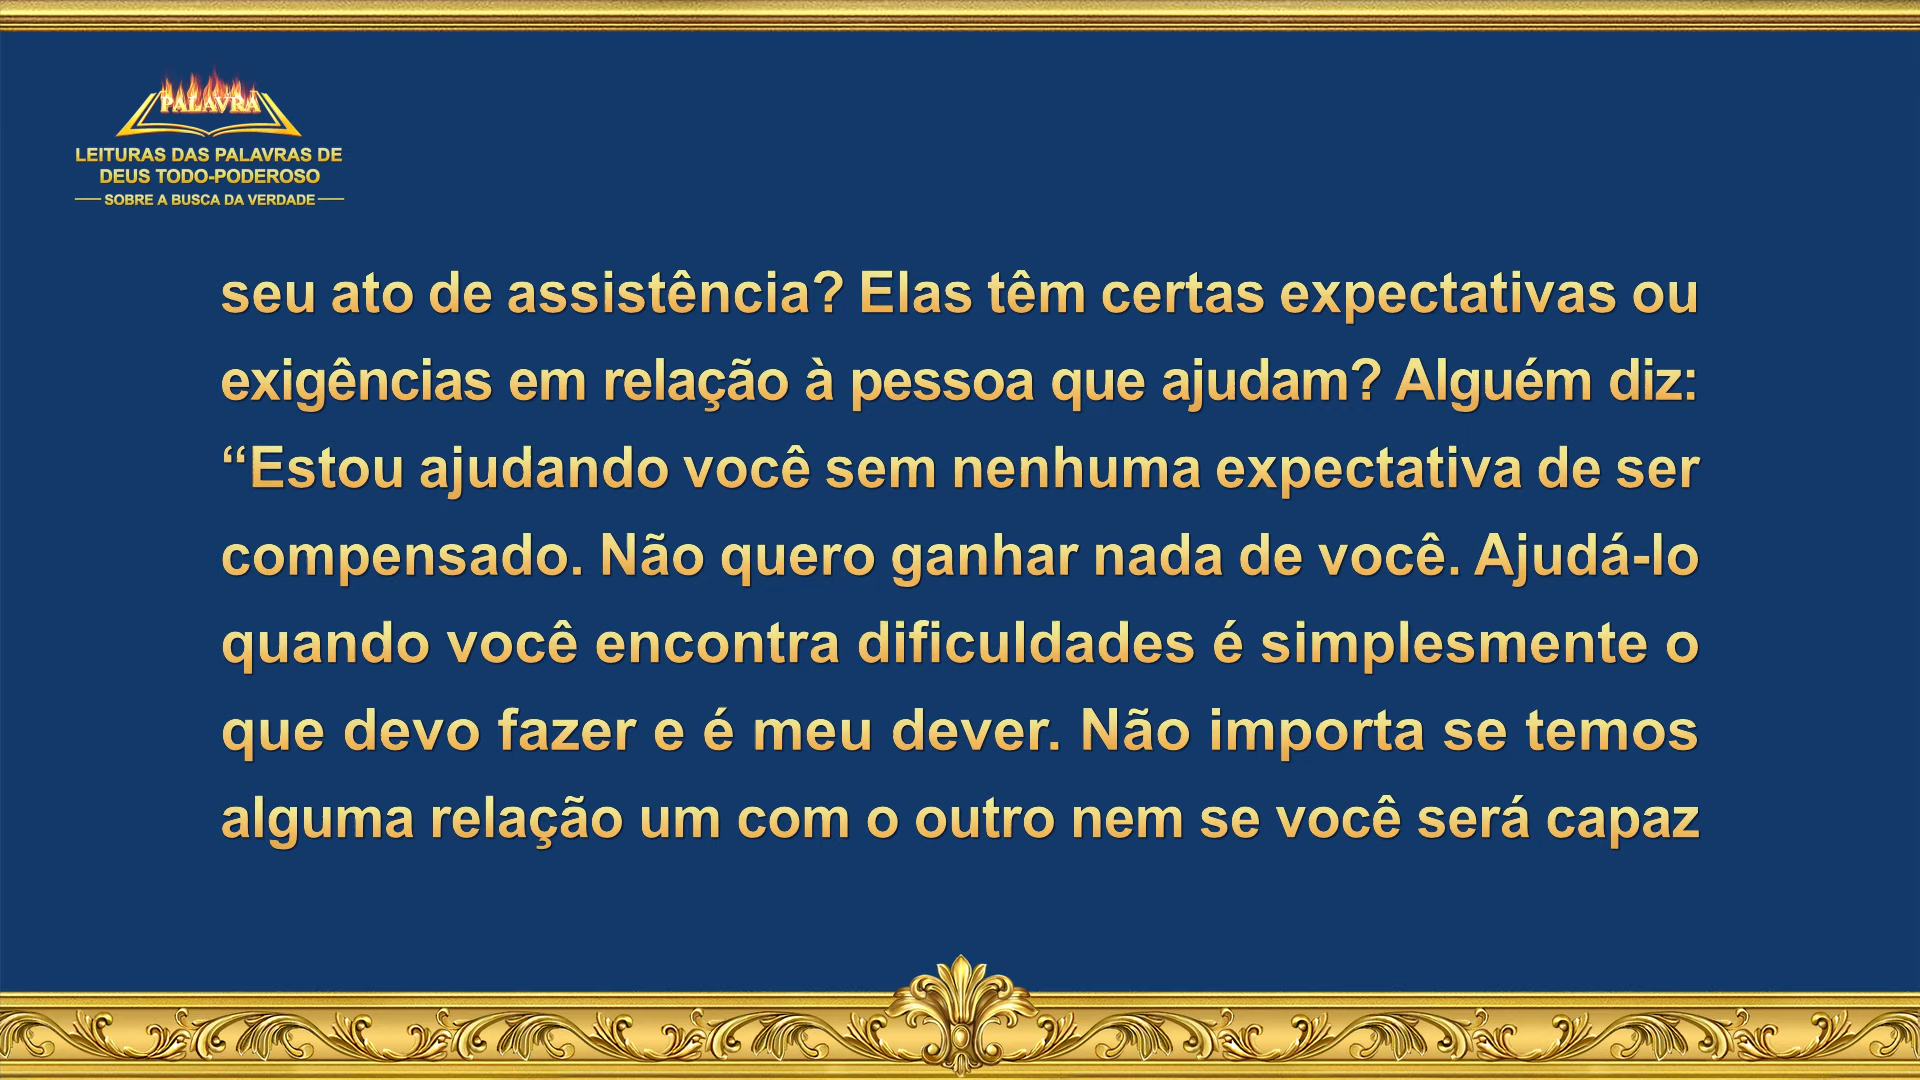 PALAVRA
LEITURAS DAS PALAVRAS DE
DEUS TODO-PODEROSO
SOBRE A BUSCA DA VERDADE
seu ato de assistência? Elas têm certas expectativas ou
exigências em relação à pessoa que ajudam? Alguém diz:
“Estou ajudando você sem nenhuma expectativa de ser
compensado. Não quero ganhar nada de você. Ajudá-lo
quando você encontra dificuldades é simplesmente o
que devo fazer e é meu dever. Não importa se temos
alguma relação um com o outro nem se você será capaz